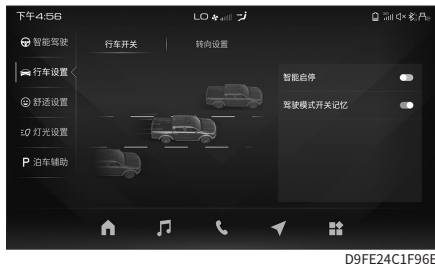 下午4:56
LO
智能驾驶
行车开关
转向设置
行车设置
智能启停
舒适设置
驾驶模式开关记忆
灯光设置
P 泊车辅助
D9FE24C1F96E